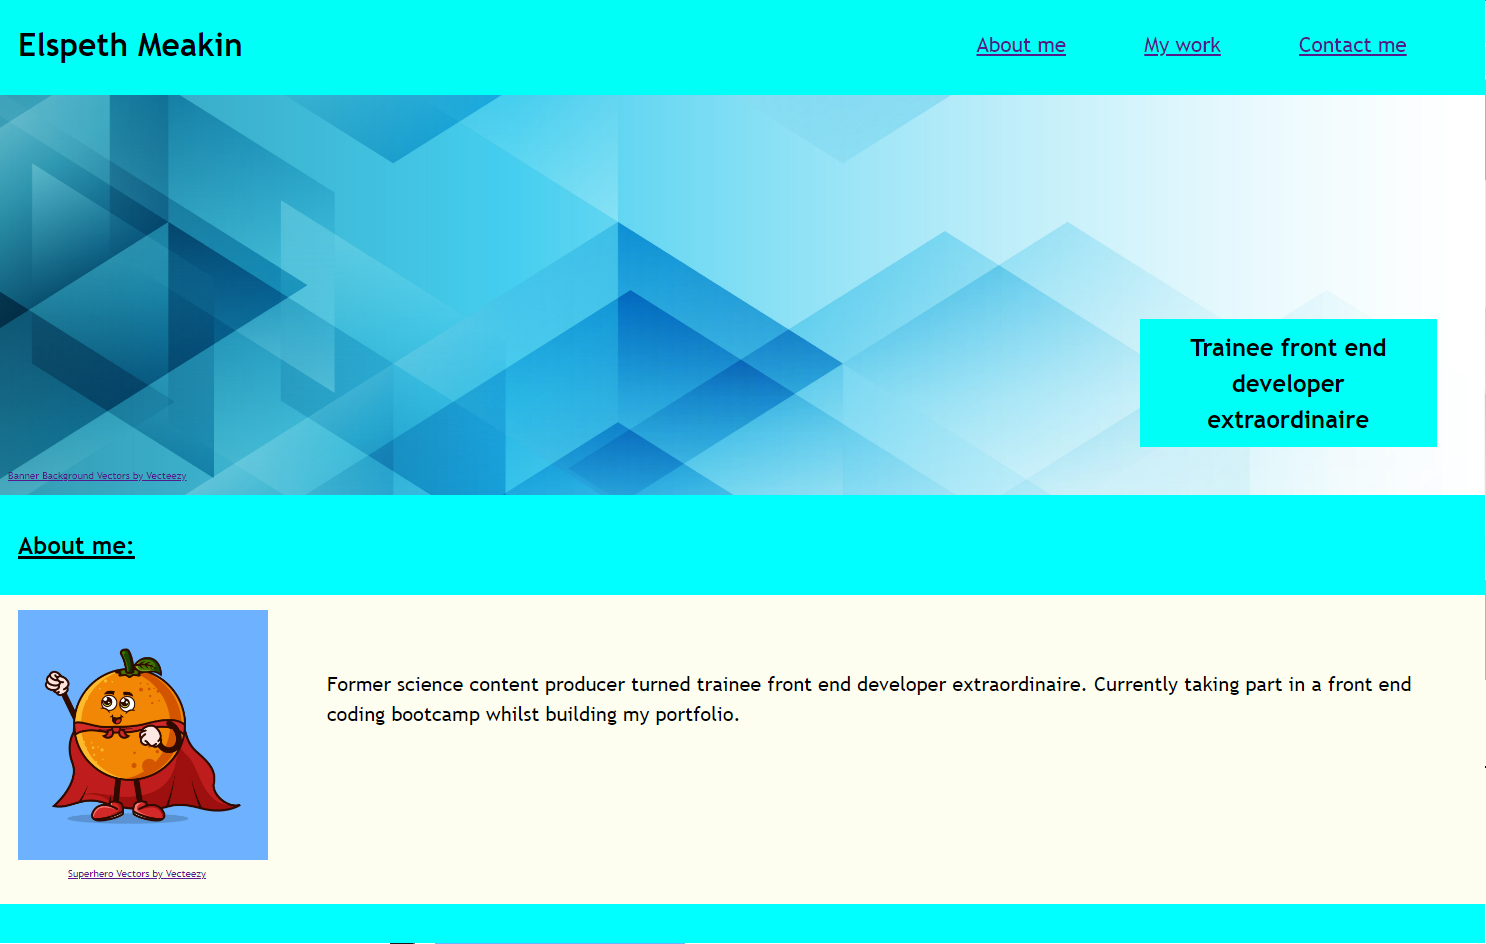 Elspeth Meakin
About me
My work
Contact me
Trainee front end
developer
extraordinaire
Banner Background Vectors by Vecteezy
About me:
Former science content producer turned trainee front end developer extraordinaire. Currently taking part in a front end
coding bootcamp whilst building my portfolio.
Superhero Vectors by Vecteezy